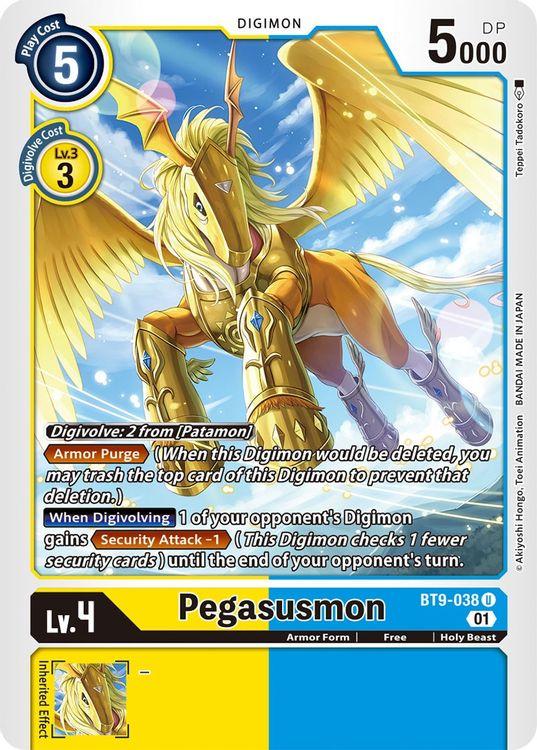 DIGIMON
Play Cost
5
DP
5000
Digivolve Cost
Lv.3
3
Teppei Tadokoro
© Akiyoshi Hongo, Toei Animation BANDAI MADE IN JAPAN
Digivolve: 2 from [Patamon]
Armor Purge (When this Digimon would be deleted, you
may trash the top card of this Digimon to prevent that
deletion.)
When Digivolving 1 of your opponent's Digimon
gains Security Attack -1 (This Digimon checks 1 fewer
security cards) until the end of your opponent's turn.
Lv.4
Pegasusmon
BT9-038 U
01
Armor Form | Free | Holy Beast
Inherited Effect
-